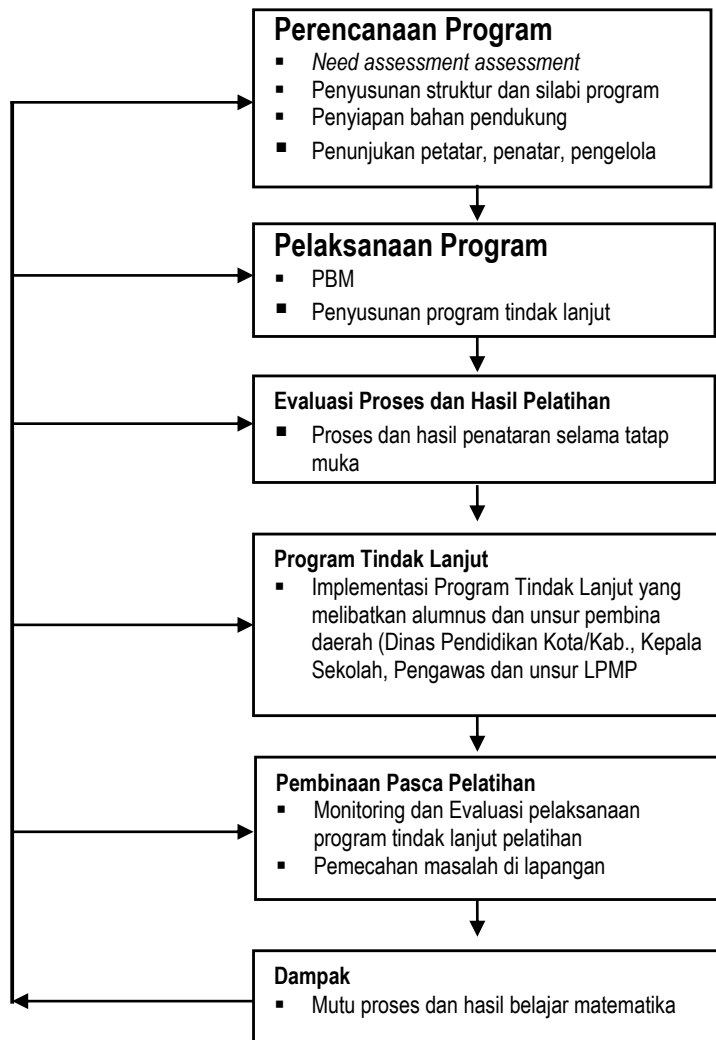 Perencanaan Program
▪ Need assessment assessment
▪ Penyusunan struktur dan silabi program
▪ Penyiapan bahan pendukung
▪ Penunjukan petatar, penatar, pengelola
Pelaksanaan Program
▪ PBM
▪ Penyusunan program tindak lanjut
Evaluasi Proses dan Hasil Pelatihan
▪ Proses dan hasil penataran selama tatap
muka
Program Tindak Lanjut
▪ Implementasi Program Tindak Lanjut yang
melibatkan alumnus dan unsur pembina
daerah (Dinas Pendidikan Kota/Kab., Kepala
Sekolah, Pengawas dan unsur LPMP
Pembinaan Pasca Pelatihan
▪ Monitoring dan Evaluasi pelaksanaan
program tindak lanjut pelatihan
▪ Pemecahan masalah di lapangan
Dampak
▪ Mutu proses dan hasil belajar matematika